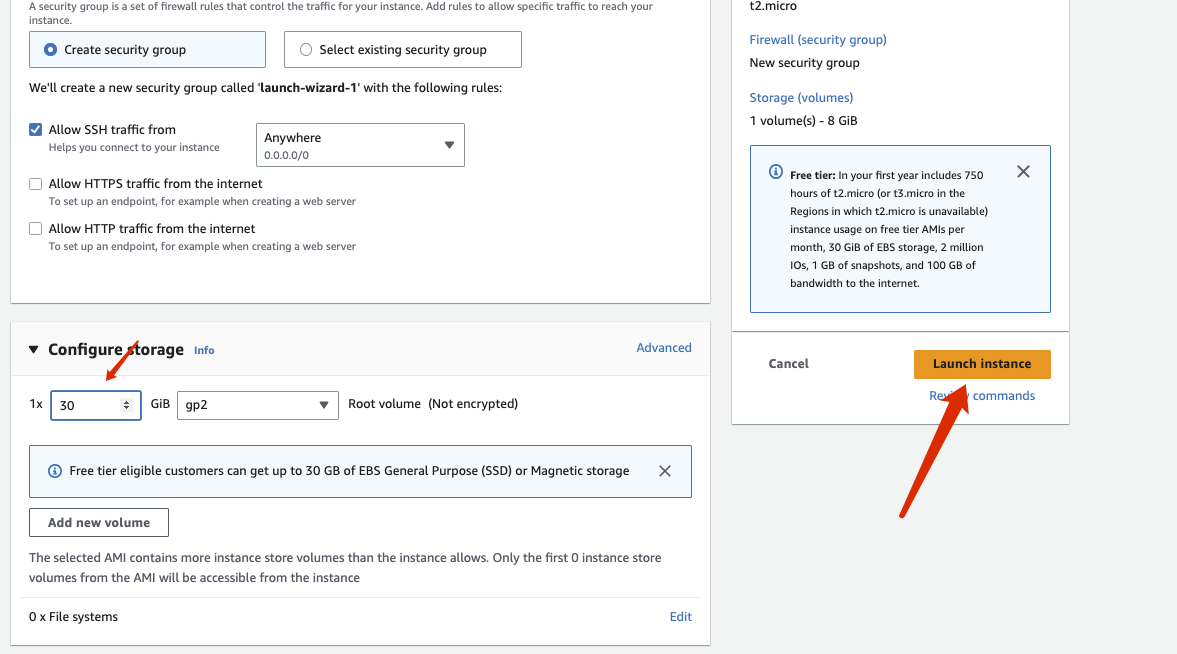 A security group is a set of firewall rules that control the traffic for your instance. Add rules to allow specific traffic to reach your
instance.
Create security group
Select existing security group
We'll create a new security group called 'launch-wizard-1' with the following rules:
Allow SSH traffic from
Helps you connect to your instance
Anywhere
0.0.0.0/0
Allow HTTPS traffic from the internet
To set up an endpoint, for example when creating a web server
Allow HTTP traffic from the internet
To set up an endpoint, for example when creating a web server
Configure storage Info
Advanced
1x 30 GiB gp2 Root volume (Not encrypted)
Free tier eligible customers can get up to 30 GB of EBS General Purpose (SSD) or Magnetic storage
Add new volume
The selected AMI contains more instance store volumes than the instance allows. Only the first 0 instance store
volumes from the AMI will be accessible from the instance
0 x File systems
Edit
t2.micro
Firewall (security group)
New security group
Storage (volumes)
1 volume(s) - 8 GiB
Free tier: In your first year includes 750
hours of t2.micro (or t3.micro in the
Regions in which t2.micro is unavailable)
instance usage on free tier AMIs per
month, 30 GiB of EBS storage, 2 million
IOs, 1 GB of snapshots, and 100 GB of
bandwidth to the internet.
Cancel
Launch instance
Review commands